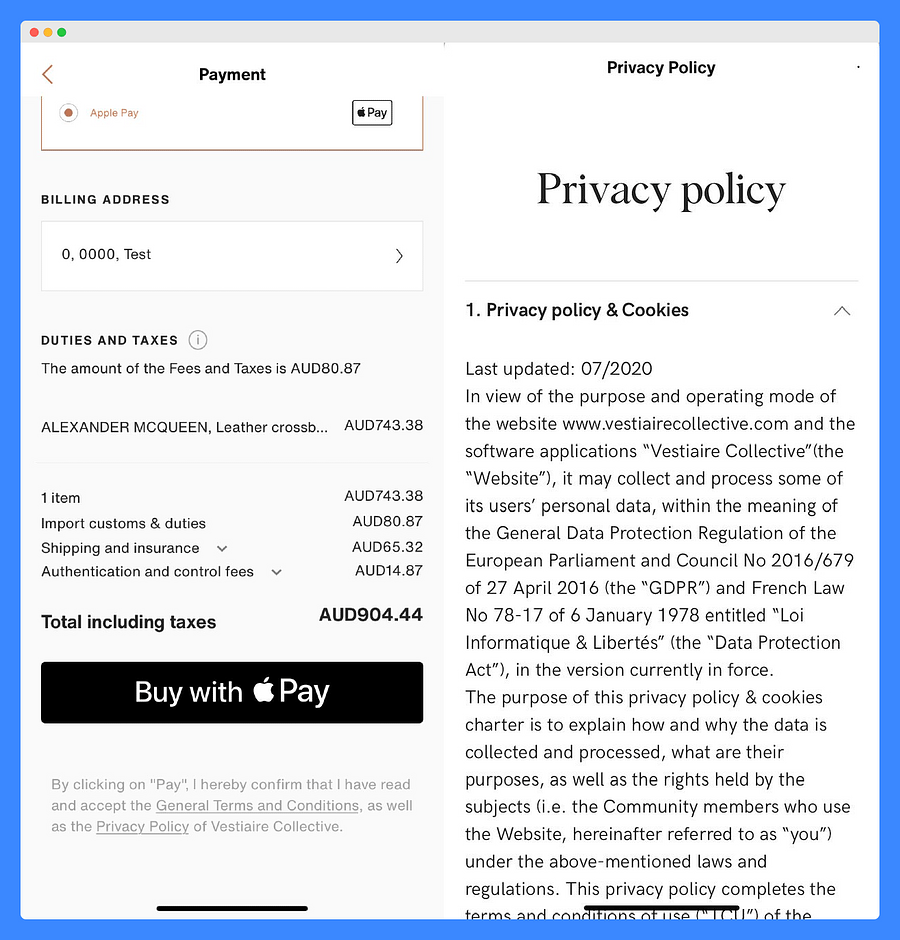 Payment
Apple Pay
Pay
BILLING ADDRESS
0, 0000, Test
DUTIES AND TAXES i
The amount of the Fees and Taxes is AUD80.87
ALEXANDER MCQUEEN, Leather crossb... AUD743.38
1 item AUD743.38
Import customs & duties AUD80.87
Shipping and insurance AUD65.32
Authentication and control fees AUD14.87
Total including taxes AUD904.44
Buy with Pay
By clicking on "Pay", I hereby confirm that I have read
and accept the General Terms and Conditions, as well
as the Privacy Policy of Vestiaire Collective.
Privacy Policy
Privacy policy
1. Privacy policy & Cookies
Last updated: 07/2020
In view of the purpose and operating mode of
the website www.vestiairecollective.com and the
software applications “Vestiaire Collective”(the
“Website”), it may collect and process some of
its users’ personal data, within the meaning of
the General Data Protection Regulation of the
European Parliament and Council No 2016/679
of 27 April 2016 (the “GDPR”) and French Law
No 78-17 of 6 January 1978 entitled “Loi
Informatique & Libertés” (the “Data Protection
Act”), in the version currently in force.
The purpose of this privacy policy & cookies
charter is to explain how and why the data is
collected and processed, what are their
purposes, as well as the rights held by the
subjects (i.e. the Community members who use
the Website, hereinafter referred to as “you”)
under the above-mentioned laws and
regulations. This privacy policy completes the
terms and conditions of use (“TCU”) of the